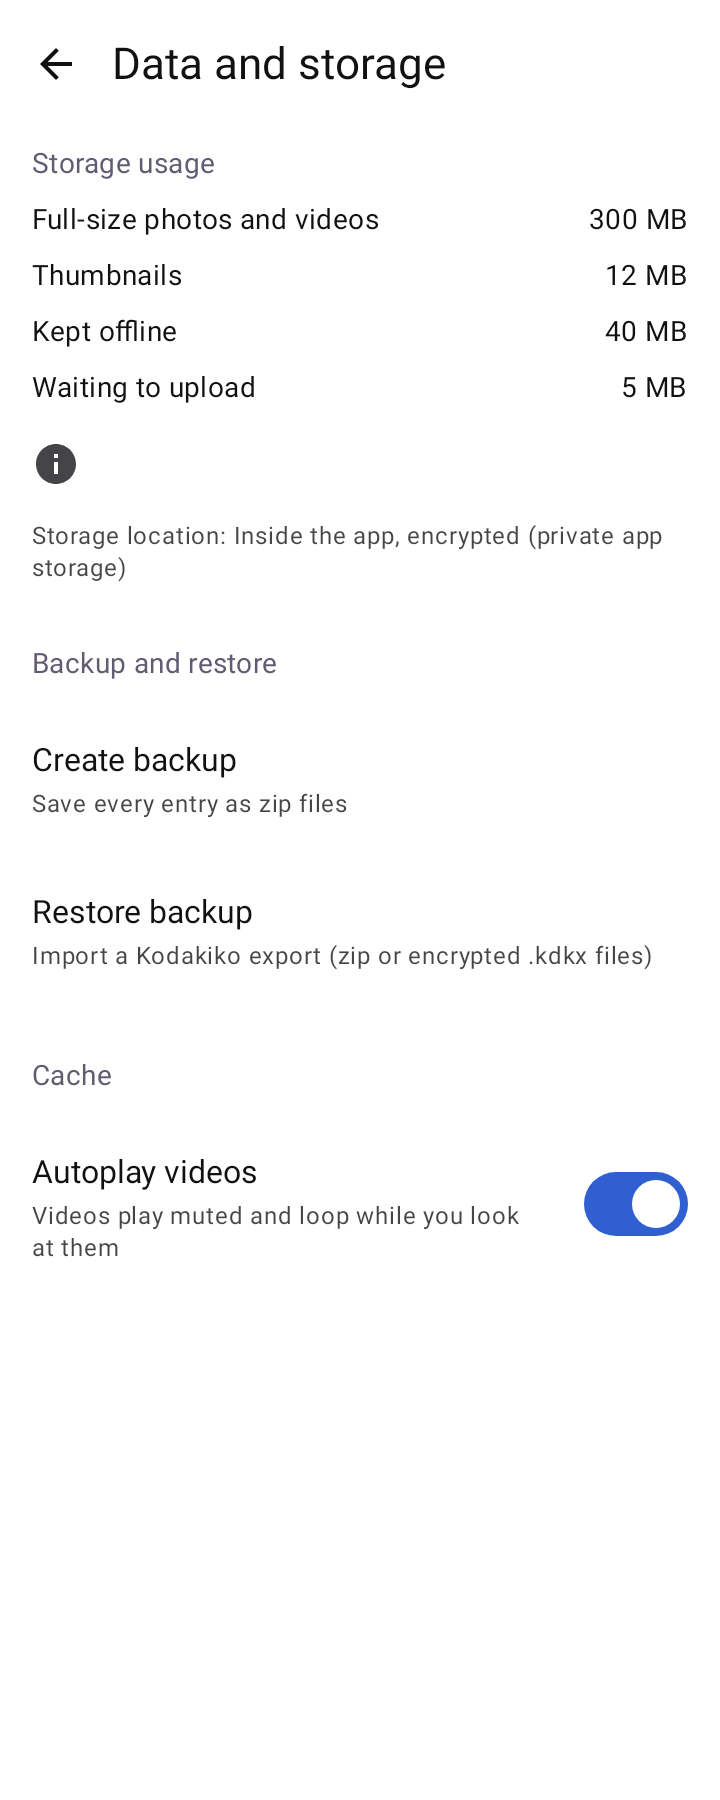 Data and storage
Storage usage
Full-size photos and videos 300 MB
Thumbnails 12 MB
Kept offline 40 MB
Waiting to upload 5 MB
Storage location: Inside the app, encrypted (private app
storage)
Backup and restore
Create backup
Save every entry as zip files
Restore backup
Import a Kodakiko export (zip or encrypted .kdkx files)
Cache
Autoplay videos
Videos play muted and loop while you look
at them